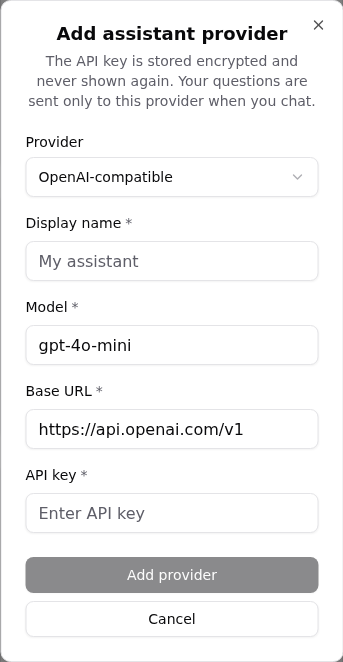 Add assistant provider
The API key is stored encrypted and
never shown again. Your questions are
sent only to this provider when you chat.
Provider
OpenAI-compatible
Display name *
My assistant
Model *
gpt-4o-mini
Base URL *
https://api.openai.com/v1
API key *
Enter API key
Add provider
Cancel